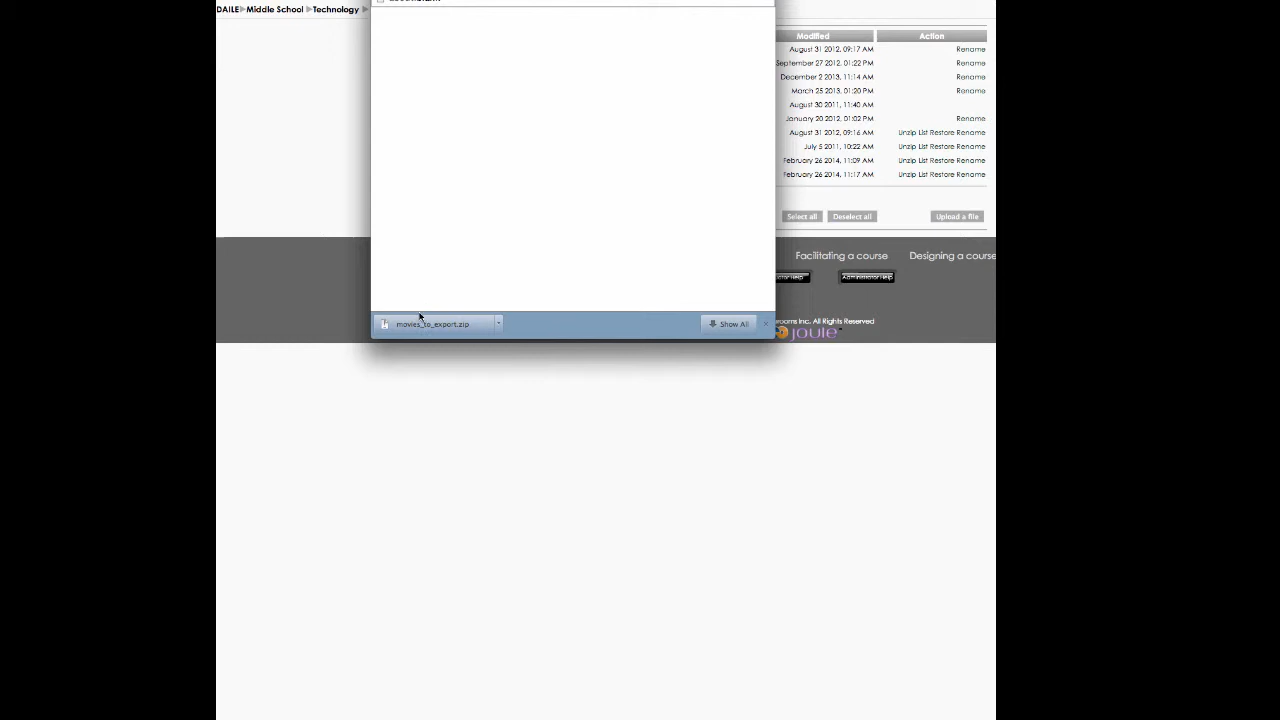 DAILE▶Middle School▶Technology▶
Modified Action
August 31 2012, 09:17 AM Rename
September 27 2012, 01:22 PM Rename
December 2 2013, 11:14 AM Rename
March 25 2013, 01:20 PM Rename
August 30 2011, 11:40 AM
January 20 2012, 01:02 PM Rename
August 31 2012, 09:16 AM Unzip List Restore Rename
July 5 2011, 10:22 AM Unzip List Restore Rename
February 26 2014, 11:09 AM Unzip List Restore Rename
February 26 2014, 11:17 AM Unzip List Restore Rename
Select all Deselect all Upload a file
Facilitating a course Designing a course
Help Administrator Help
rooms Inc. All Rights Reserved
movies_to_export.zip Show All
joule